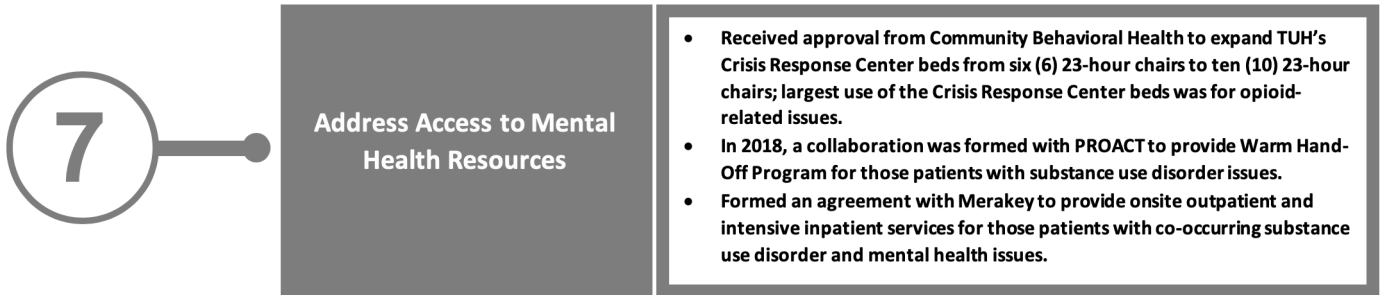 7
Address Access to Mental
Health Resources
• Received approval from Community Behavioral Health to expand TUH's
Crisis Response Center beds from six (6) 23-hour chairs to ten (10) 23-hour
chairs; largest use of the Crisis Response Center beds was for opioid-
related issues.
• In 2018, a collaboration was formed with PROACT to provide Warm Hand-
Off Program for those patients with substance use disorder issues.
• Formed an agreement with Merakey to provide onsite outpatient and
intensive inpatient services for those patients with co-occurring substance
use disorder and mental health issues.